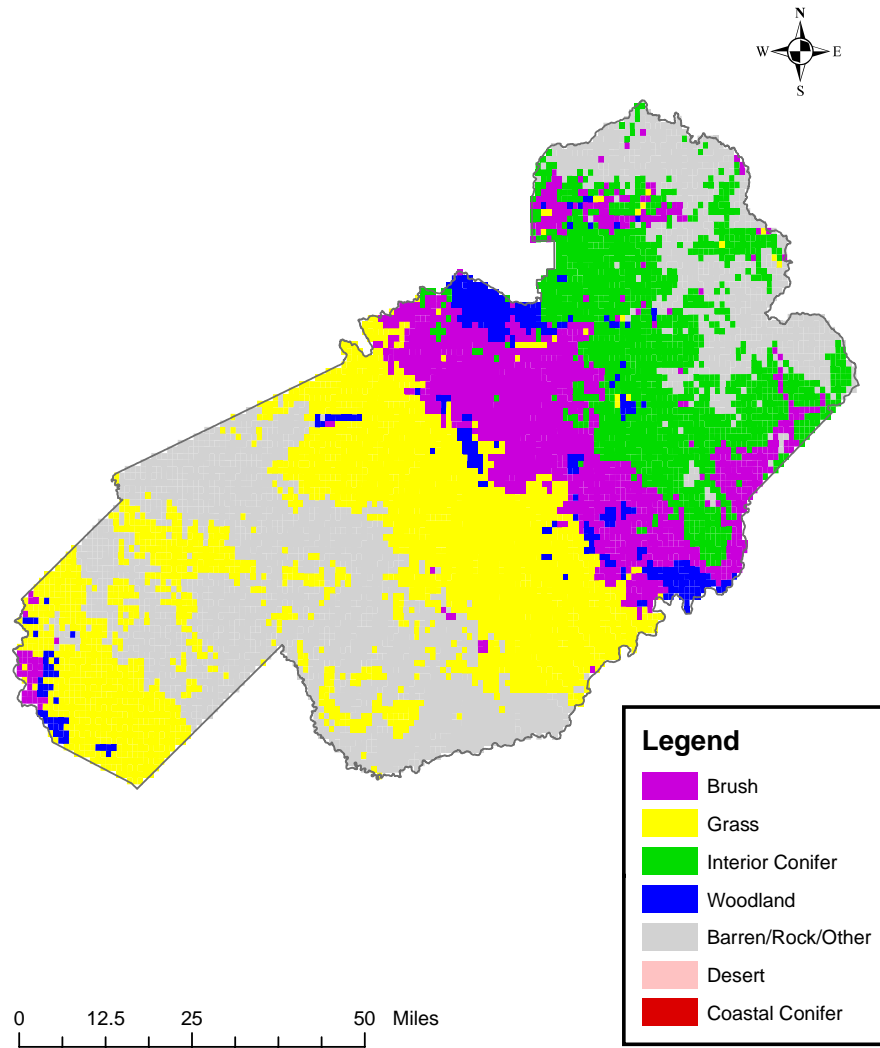 N
W E
S
Legend
Brush
Grass
Interior Conifer
Woodland
Barren/Rock/Other
Desert
Coastal Conifer
0 12.5 25 50 Miles